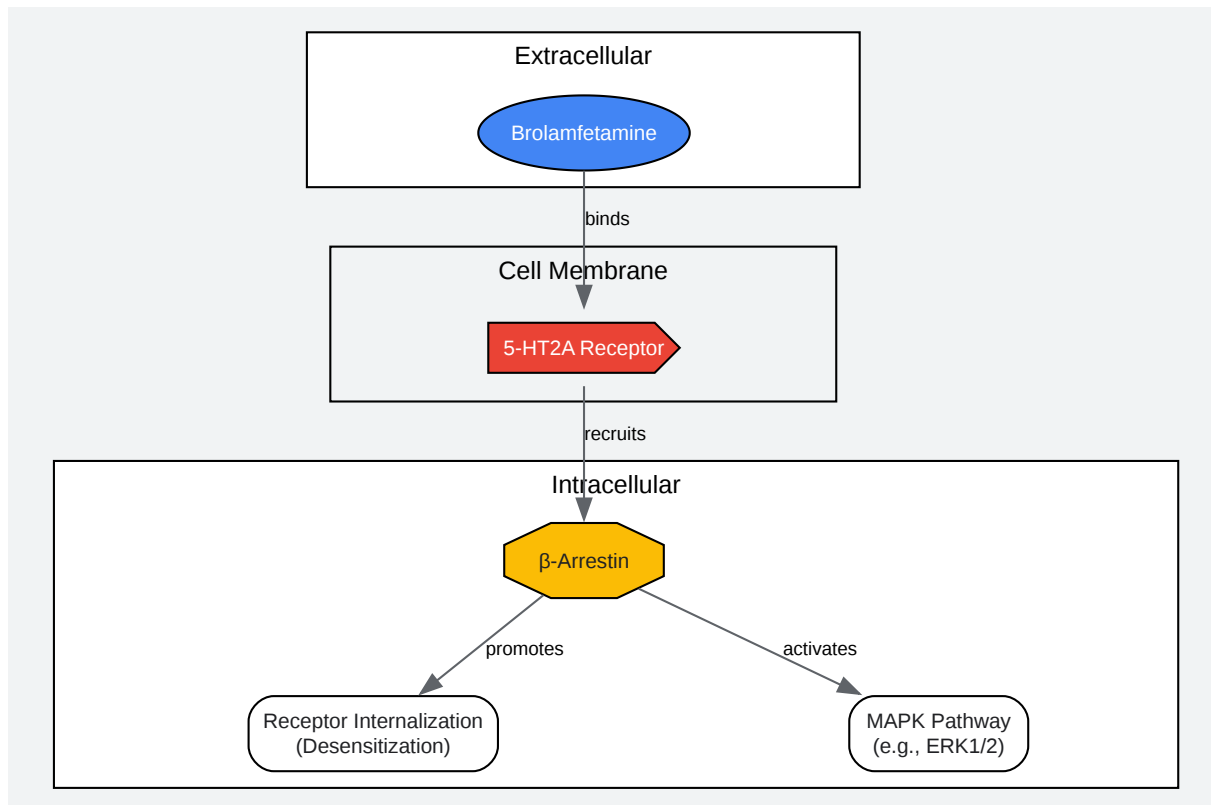 Extracellular
Brolamfetamine
binds
Cell Membrane
5-HT2A Receptor
recruits
Intracellular
β-Arrestin
promotes
activates
Receptor Internalization
(Desensitization)
MAPK Pathway
(e.g., ERK1/2)